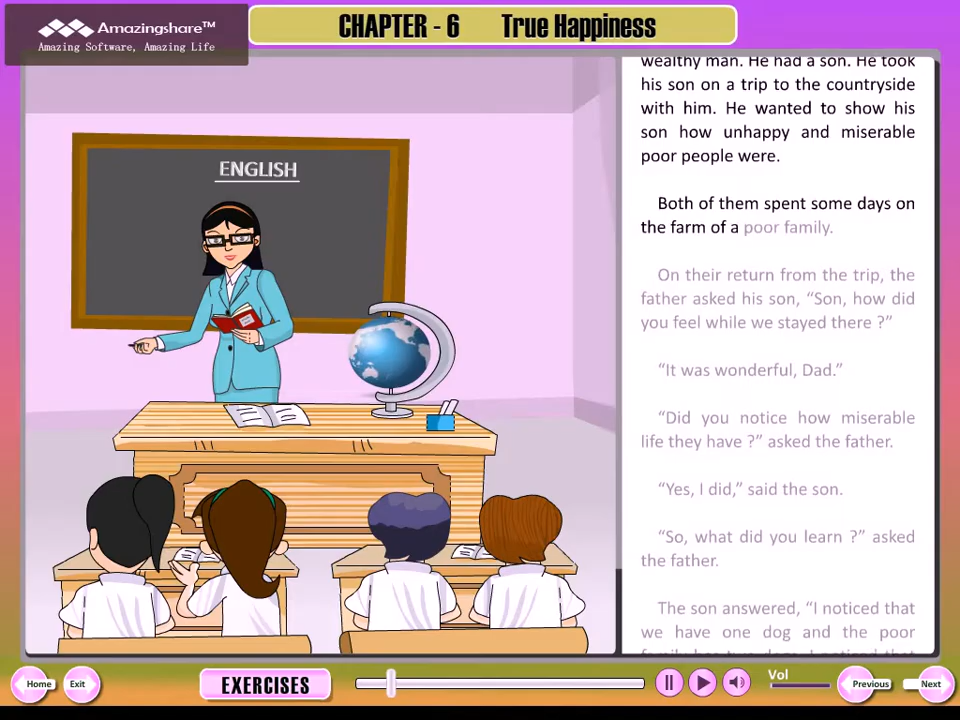 Amazingshare™
Amazing Software, Amazing Life
CHAPTER - 6 True Happiness
ENGLISH
wealthy man. He had a son. He took
his son on a trip to the countryside
with him. He wanted to show his
son how unhappy and miserable
poor people were.
Both of them spent some days on
the farm of a poor family.
On their return from the trip, the
father asked his son, “Son, how did
you feel while we stayed there ?”
“It was wonderful, Dad.”
“Did you notice how miserable
life they have ?” asked the father.
“Yes, I did,” said the son.
“So, what did you learn ?” asked
the father.
The son answered, “I noticed that
we have one dog and the poor
family has two dogs. I noticed that
Home
Exit
EXERCISES
Vol
Previous
Next